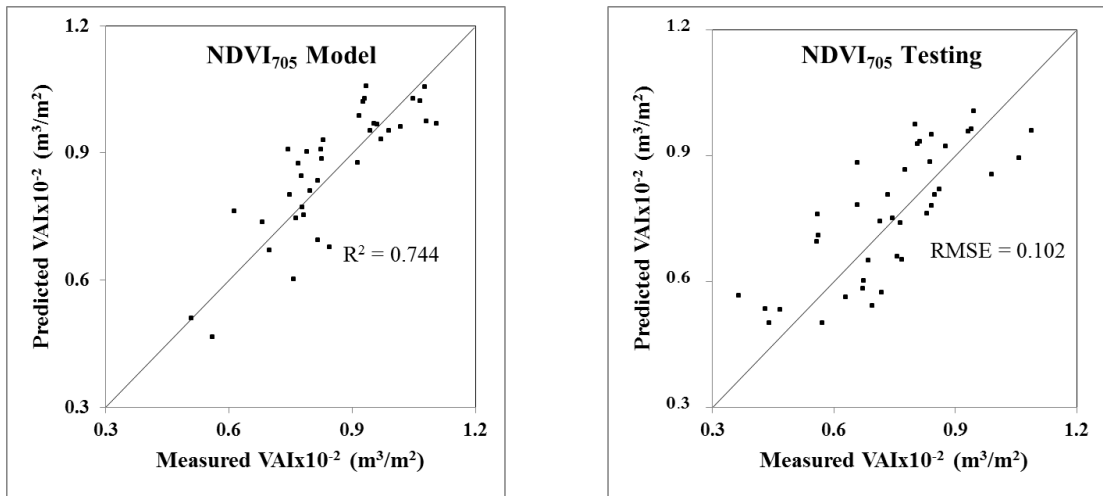 NDVI₇₀₅ Model
Predicted VAIx10⁻² (m³/m²)
1.2
0.9
0.6
0.3
R² = 0.744
0.3 0.6 0.9 1.2
Measured VAIx10⁻² (m³/m²)
NDVI₇₀₅ Testing
Predicted VAIx10⁻² (m³/m²)
1.2
0.9
0.6
0.3
RMSE = 0.102
0.3 0.6 0.9 1.2
Measured VAIx10⁻² (m³/m²)